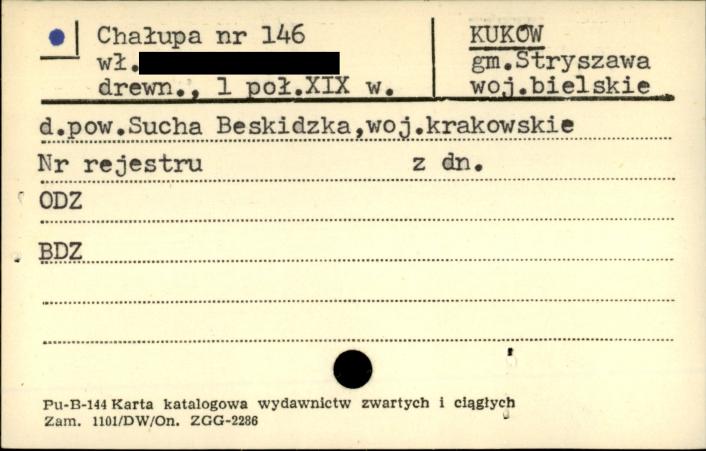 Chałupa nr 146
wł.
drewn., 1 poł.XIX w.
KUKÓW
gm.Stryszawa
woj.bielskie
d.pow.Sucha Beskidzka,woj.krakowskie
Nr rejestru z dn.
ODZ
BDZ
Pu-B-144 Karta katalogowa wydawnictw zwartych i ciągłych
Zam. 1101/DW/On. ZGG-2286